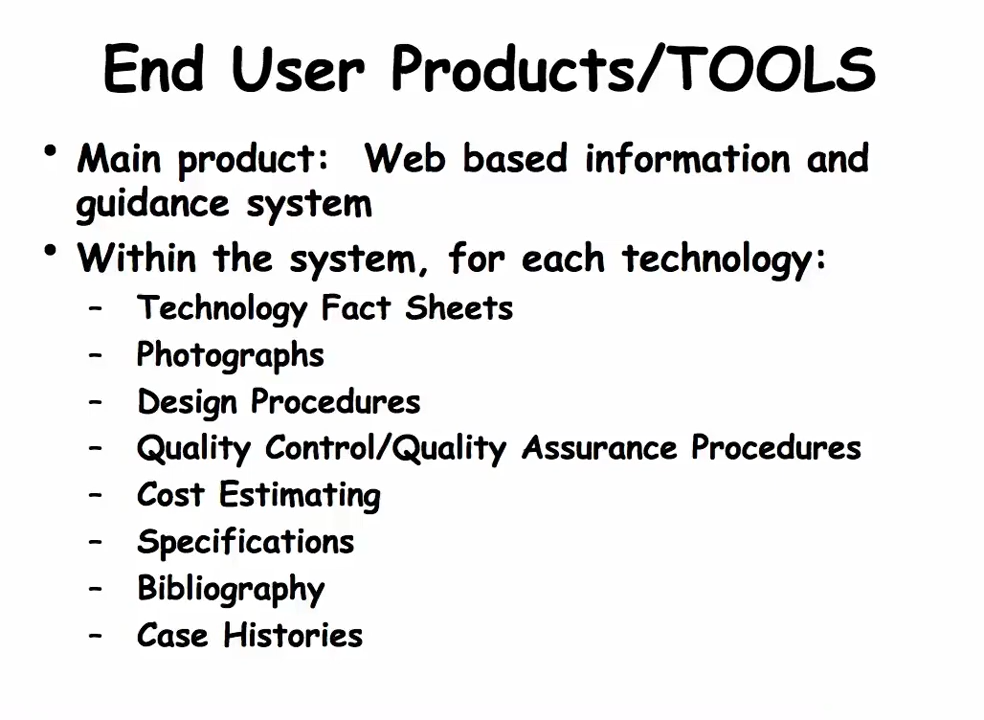 End User Products/TOOLS
• Main product: Web based information and
guidance system
• Within the system, for each technology:
– Technology Fact Sheets
– Photographs
– Design Procedures
– Quality Control/Quality Assurance Procedures
– Cost Estimating
– Specifications
– Bibliography
– Case Histories